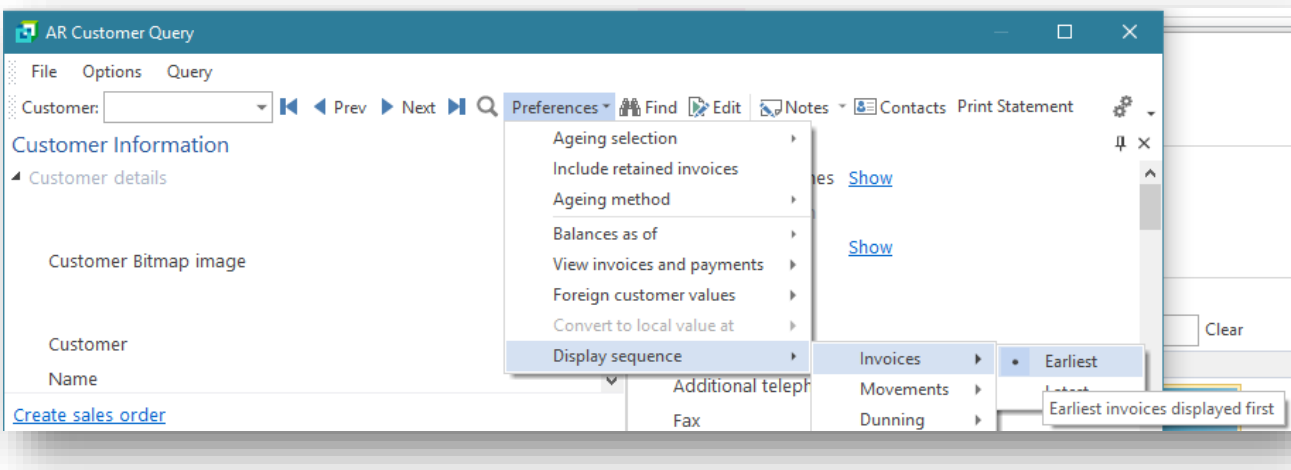 AR Customer Query
File Options Query
Customer: Prev Next Preferences Find Edit Notes Contacts Print Statement
Customer Information
Customer details
Customer Bitmap image
Customer
Name
Create sales order
Ageing selection
Include retained invoices
Ageing method
Balances as of
View invoices and payments
Foreign customer values
Convert to local value at
Display sequence
Show
Show
Additional teleph
Fax
Invoices
Movements
Dunning
Earliest
Earliest invoices displayed first
Clear